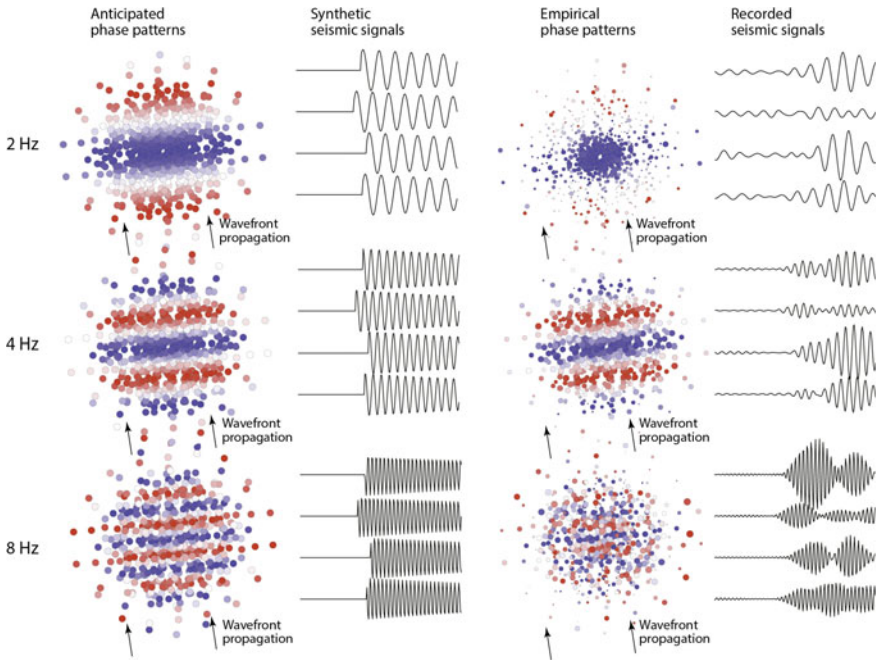 Anticipated
phase patterns
Synthetic
seismic signals
Empirical
phase patterns
Recorded
seismic signals
2 Hz
Wavefront
propagation
Wavefront
propagation
4 Hz
Wavefront
propagation
Wavefront
propagation
8 Hz
Wavefront
propagation
Wavefront
propagation